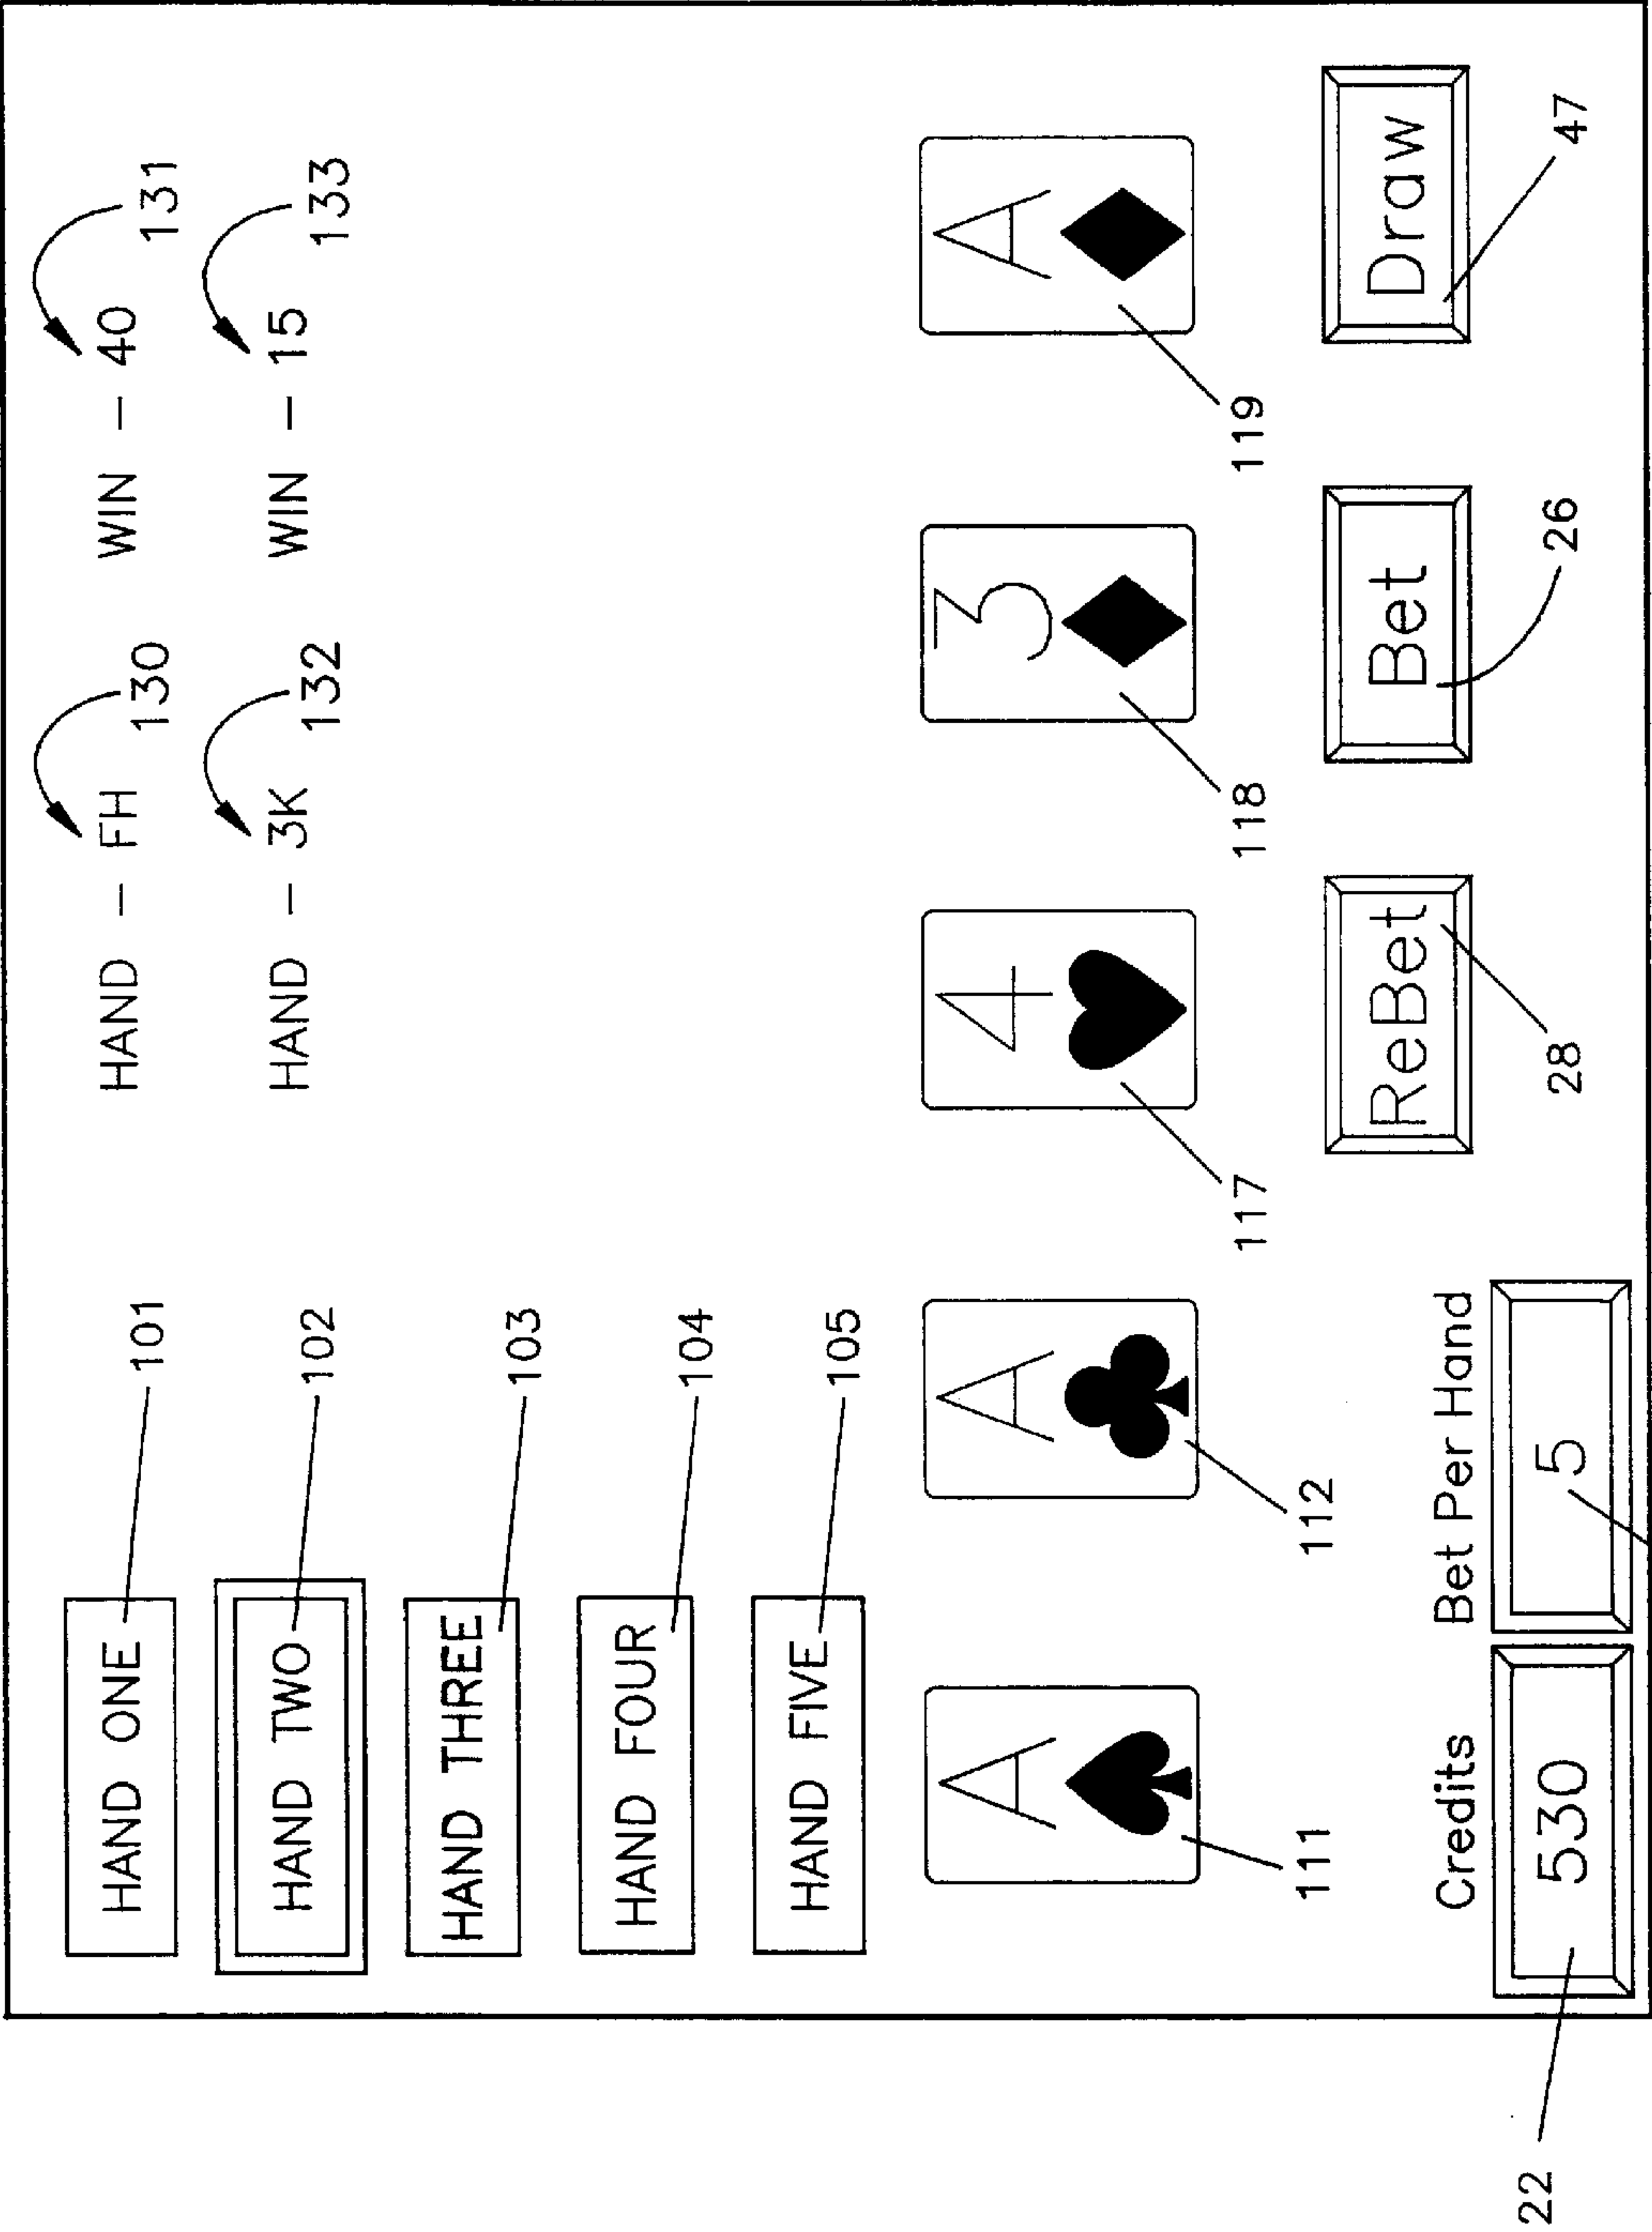 HAND ONE 101 HAND - FH 130 WIN - 40 131
HAND TWO 102 HAND - 3K 132 WIN - 15 133
HAND THREE 103
HAND FOUR 104
HAND FIVE 105
A A 4 3 A
111 112 117 118 119
Credits Bet Per Hand ReBet Bet Draw
530 5
22 28 26 47